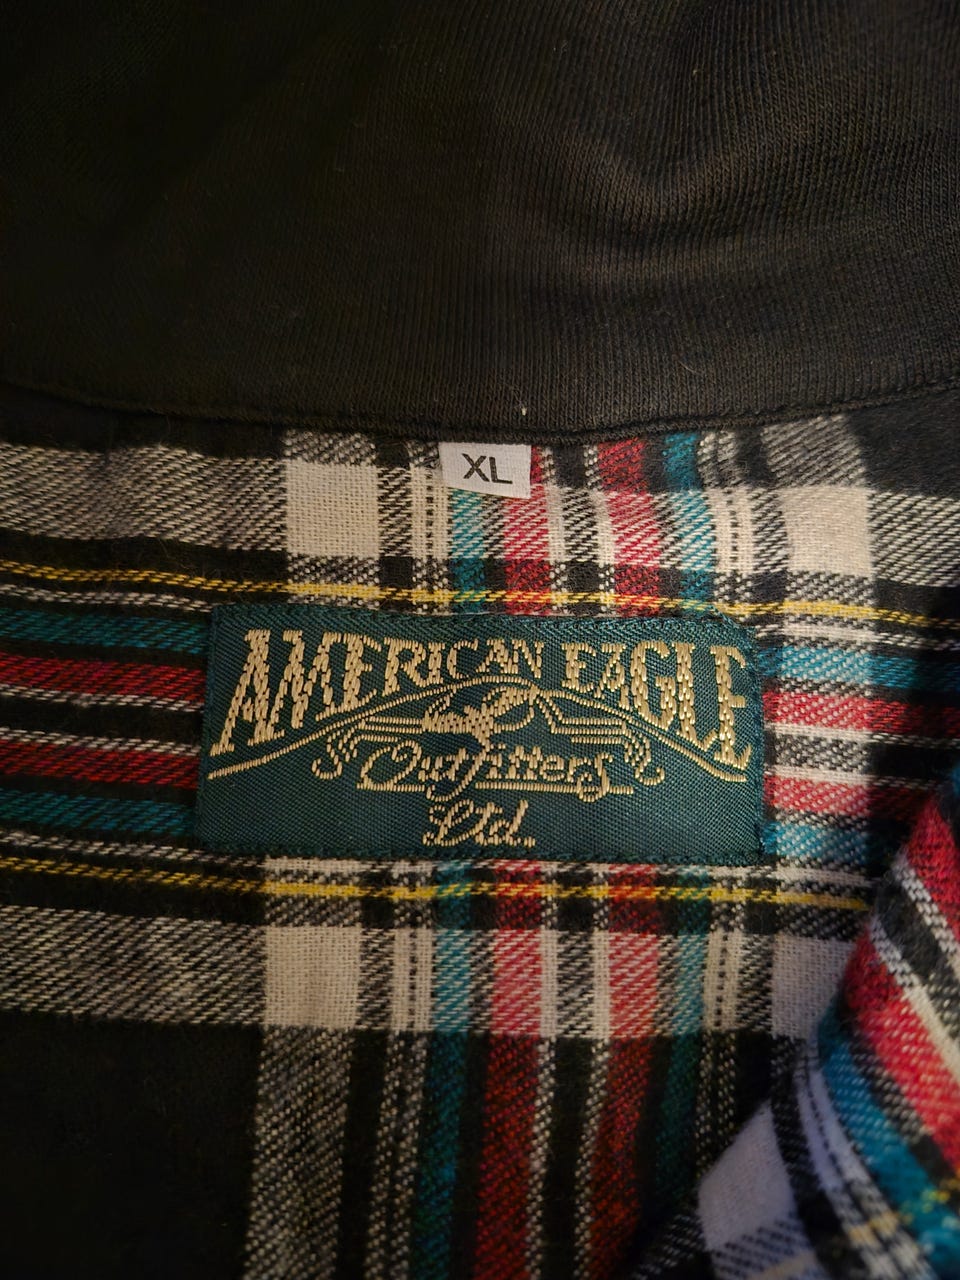 XL
AMERICAN EAGLE
Outfitters
Ltd.